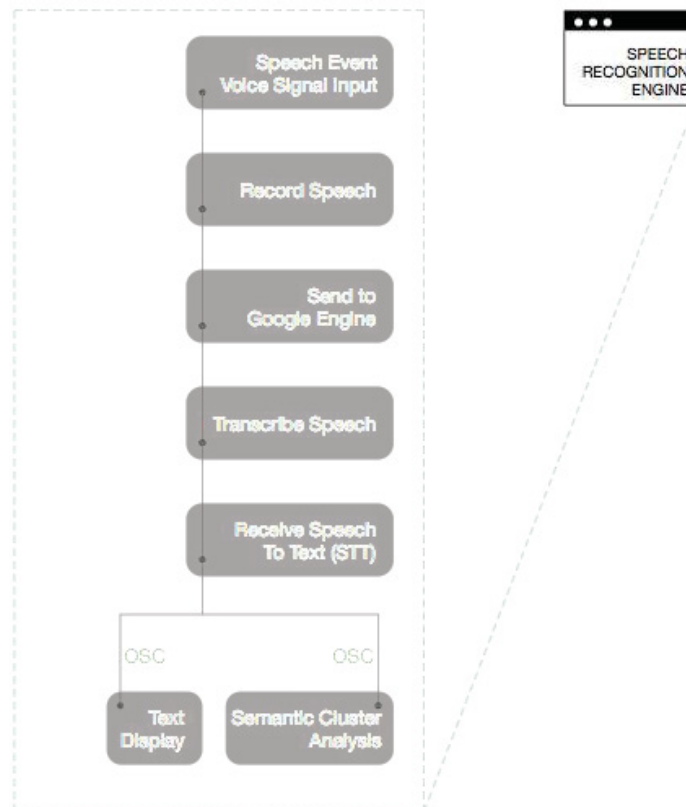 Speech Event
Voice Signal Input
SPEECH
RECOGNITION
ENGINE
Record Speech
Send to
Google Engine
Transcribe Speech
Receive Speech
To Text (STT)
OSC
OSC
Text
Display
Semantic Cluster
Analysis